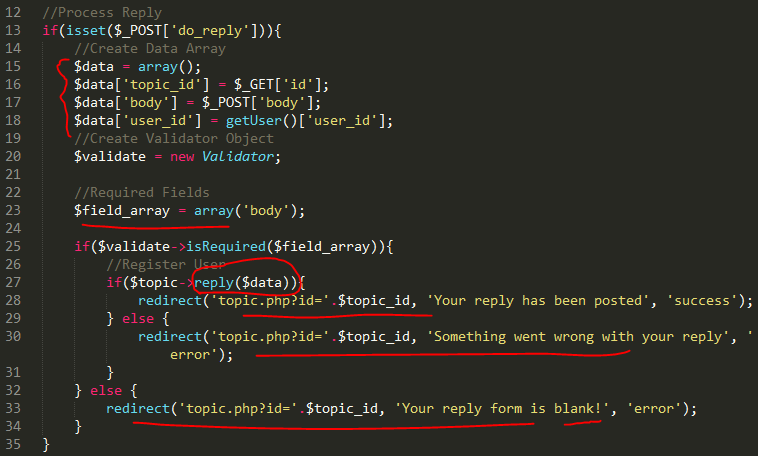 12 //Process Reply
13 if(isset($_POST['do_reply'])){
14 //Create Data Array
15 $data = array();
16 $data['topic_id'] = $_GET['id'];
17 $data['body'] = $_POST['body'];
18 $data['user_id'] = getUser()['user_id'];
19 //Create Validator Object
20 $validate = new Validator;
21
22 //Required Fields
23 $field_array = array('body');
24
25 if($validate->isRequired($field_array)){
26 //Register User
27 if($topic->reply($data)){
28 redirect('topic.php?id='.$topic_id, 'Your reply has been posted', 'success');
29 } else {
30 redirect('topic.php?id='.$topic_id, 'Something went wrong with your reply', '
error');
31 }
32 } else {
33 redirect('topic.php?id='.$topic_id, 'Your reply form is blank!', 'error');
34 }
35 }